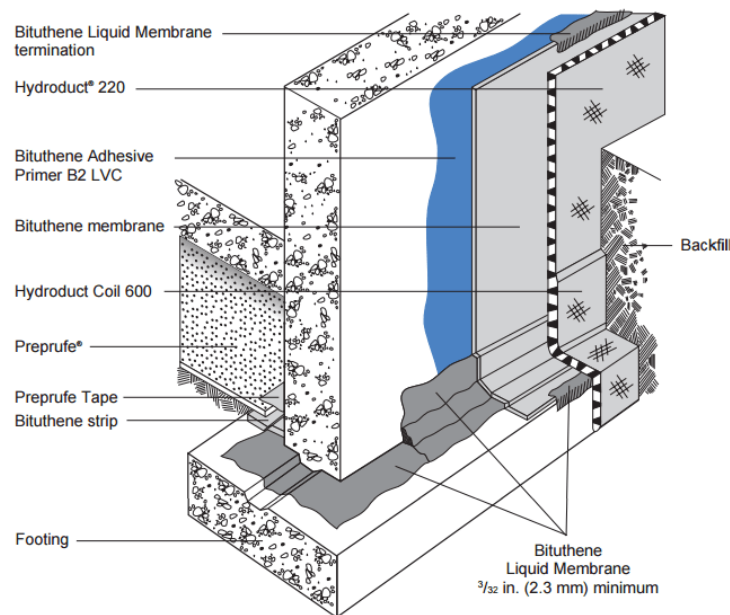 Bituthene Liquid Membrane
termination
Hydroduct® 220
Bituthene Adhesive
Primer B2 LVC
Bituthene membrane
Backfill
Hydroduct Coil 600
Preprufe®
Preprufe Tape
Bituthene strip
Footing
Bituthene
Liquid Membrane
3/32 in. (2.3 mm) minimum